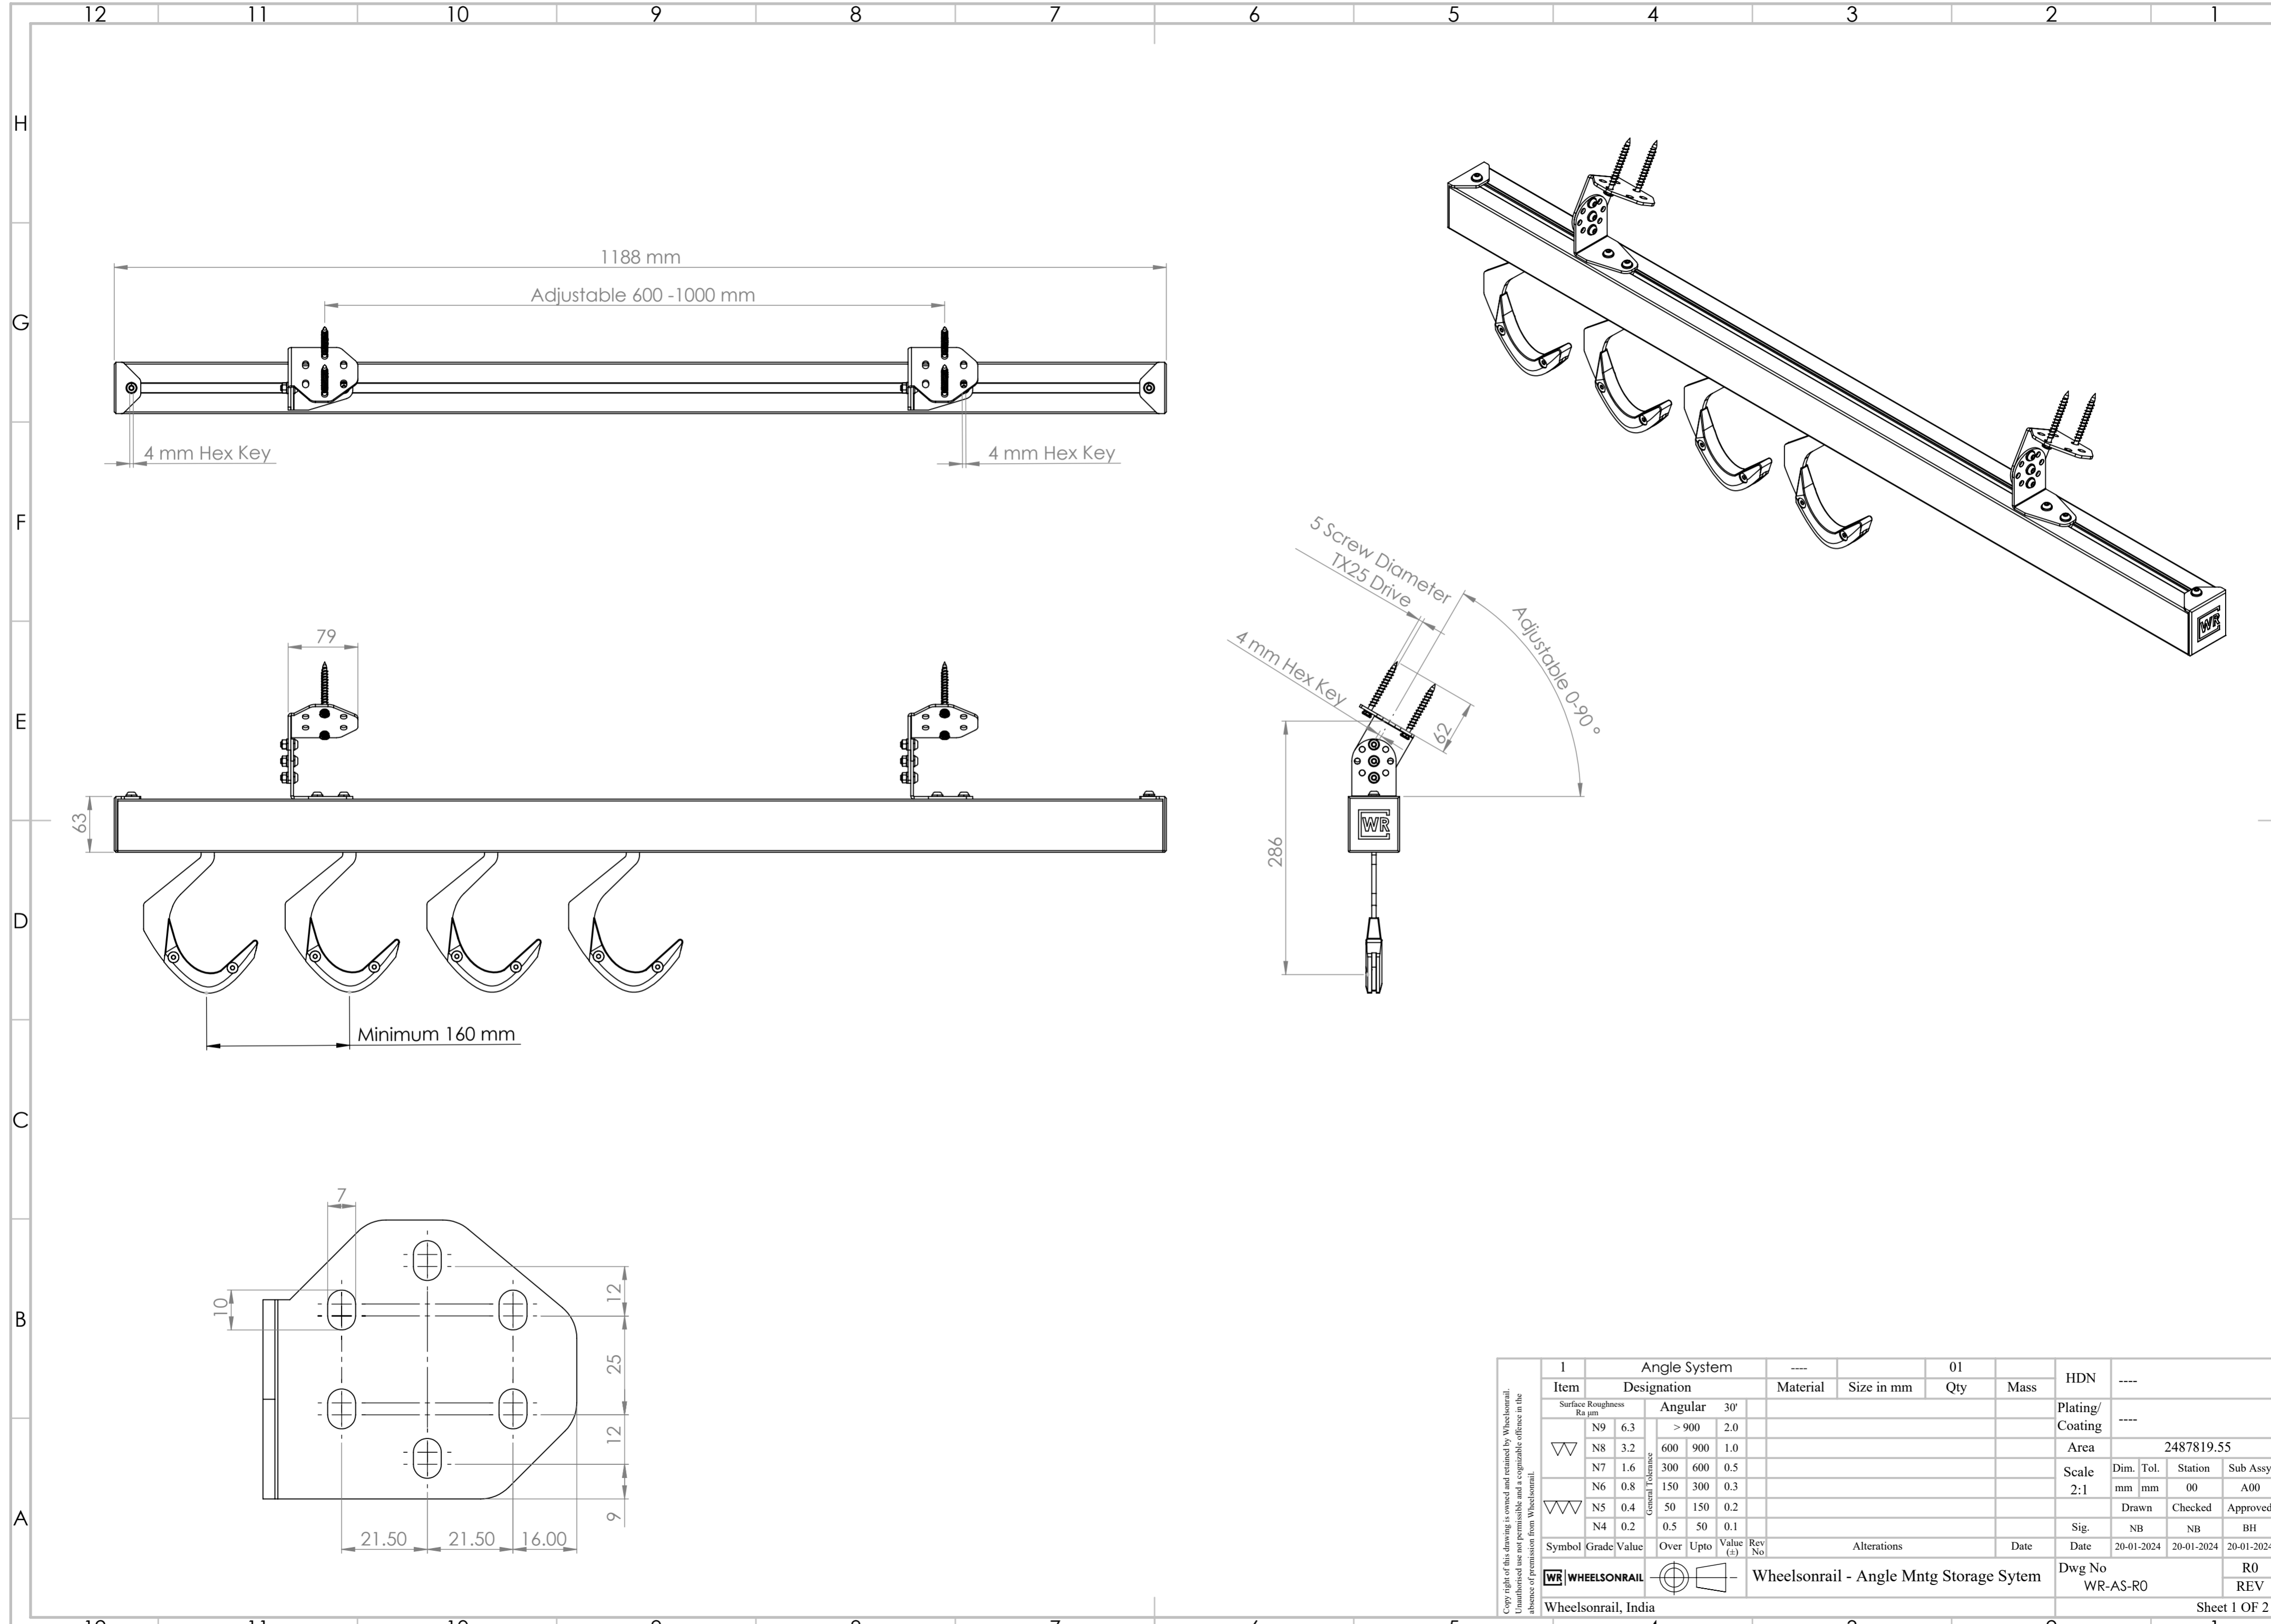 12 11 10 9 8 7 6 5 4 3 2 1
H
G
F
E
D
C
B
A
1188 mm
Adjustable 600 -1000 mm
4 mm Hex Key
4 mm Hex Key
5 Screw Diameter
TX25 Drive
4 mm Hex Key
Adjustable 0-90 °
62
286
WR
WR
79
63
Minimum 160 mm
7
10
12
25
12
9
21.50 21.50 16.00
Copy right of this drawing is owned and retained by Wheelsonrail.
Unauthorised use not permissible and a cognizable offence in the
absence of premission from Wheelsonrail.
1 Angle System ---- 01
Item Designation Material Size in mm Qty Mass
HDN ----
Surface Roughness
Ra µm
Angular 30'
Plating/
Coating ----
General Tolerance
N9 6.3 > 900 2.0
N8 3.2 600 900 1.0
N7 1.6 300 600 0.5
N6 0.8 150 300 0.3
N5 0.4 50 150 0.2
N4 0.2 0.5 50 0.1
Symbol Grade Value Over Upto Value (±) Rev No Alterations Date
Area 2487819.55
Scale Dim. Tol. Station Sub Assy
2:1 mm mm 00 A00
Drawn Checked Approved
Sig. NB NB BH
Date 20-01-2024 20-01-2024 20-01-2024
WR WHEELSONRAIL
Wheelsonrail - Angle Mntg Storage Sytem
Dwg No
WR-AS-R0
R0
REV
Wheelsonrail, India
Sheet 1 OF 2